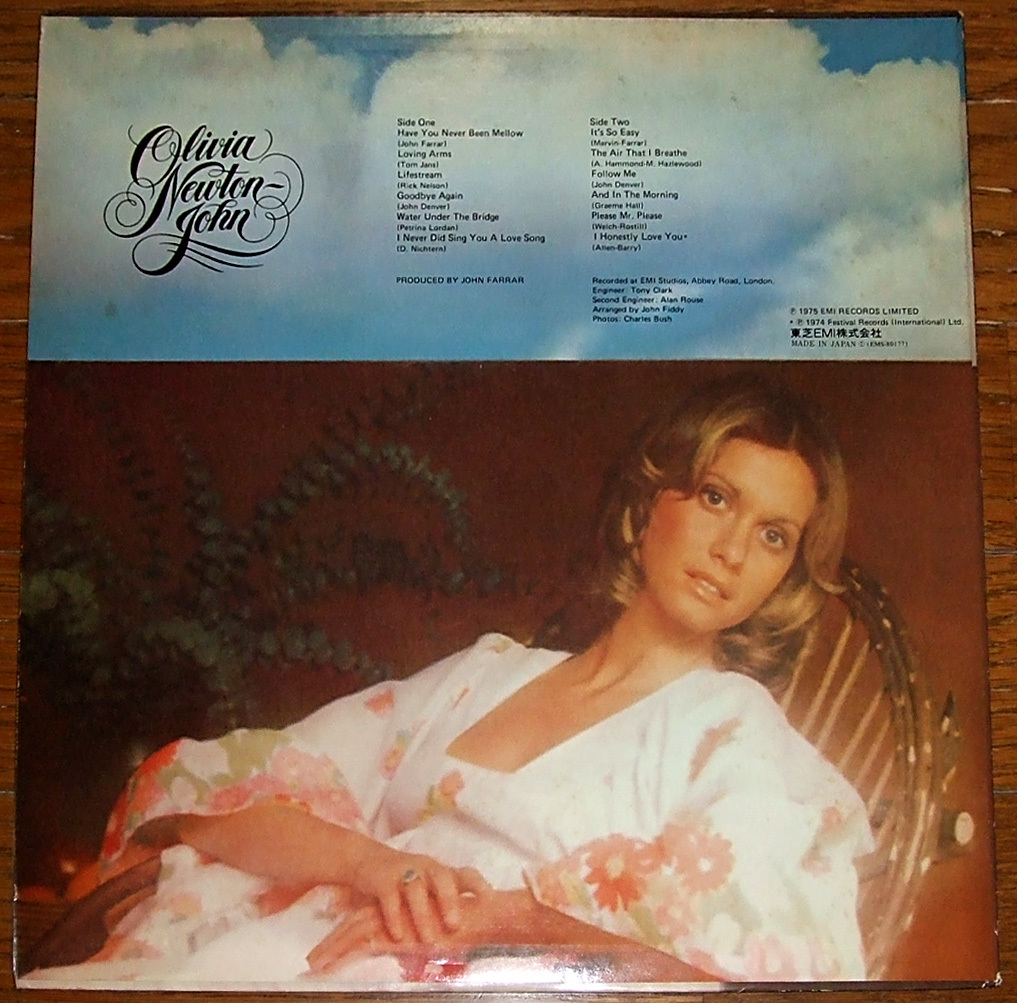 Olivia
Newton-
John
Side One
Have You Never Been Mellow
(John Farrar)
Loving Arms
(Tom Jans)
Lifestream
(Rick Nelson)
Goodbye Again
(John Denver)
Water Under The Bridge
(Petrina Lordan)
I Never Did Sing You A Love Song
(D. Nichtern)
PRODUCED BY JOHN FARRAR
Side Two
It's So Easy
(Marvin-Farrar)
The Air That I Breathe
(A. Hammond-M. Hazlewood)
Follow Me
(John Denver)
And In The Morning
(Graeme Hall)
Please Mr. Please
(Welch-Rostill)
I Honestly Love You*
(Allen-Barry)
Recorded at EMI Studios, Abbey Road, London.
Engineer: Tony Clark
Second Engineer: Alan Rouse
Arranged by John Fiddy
Photos: Charles Bush
℗ 1975 EMI RECORDS LIMITED
* ℗ 1974 Festival Records (International) Ltd.
東芝EMI株式会社
MADE IN JAPAN © (EMS-80177)